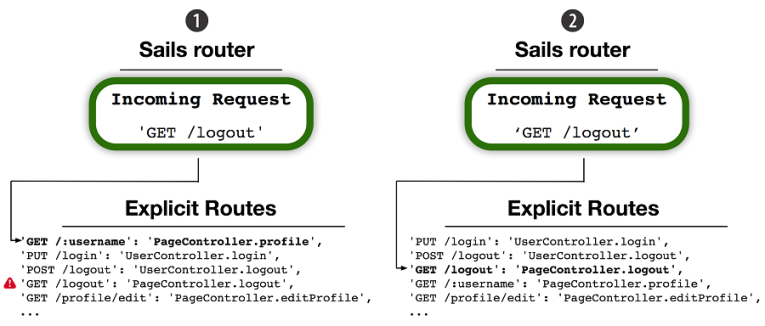 1
Sails router
Incoming Request
'GET /logout'
Explicit Routes
'GET /:username': 'PageController.profile',
'PUT /login': 'UserController.login',
'POST /logout': 'UserController.logout',
'GET /logout': 'PageController.logout',
'GET /profile/edit': 'PageController.editProfile',
...
2
Sails router
Incoming Request
‘GET /logout’
Explicit Routes
'PUT /login': 'UserController.login',
'POST /logout': 'UserController.logout',
'GET /logout': 'PageController.logout',
'GET /:username': 'PageController.profile',
'GET /profile/edit': 'PageController.editProfile',
...